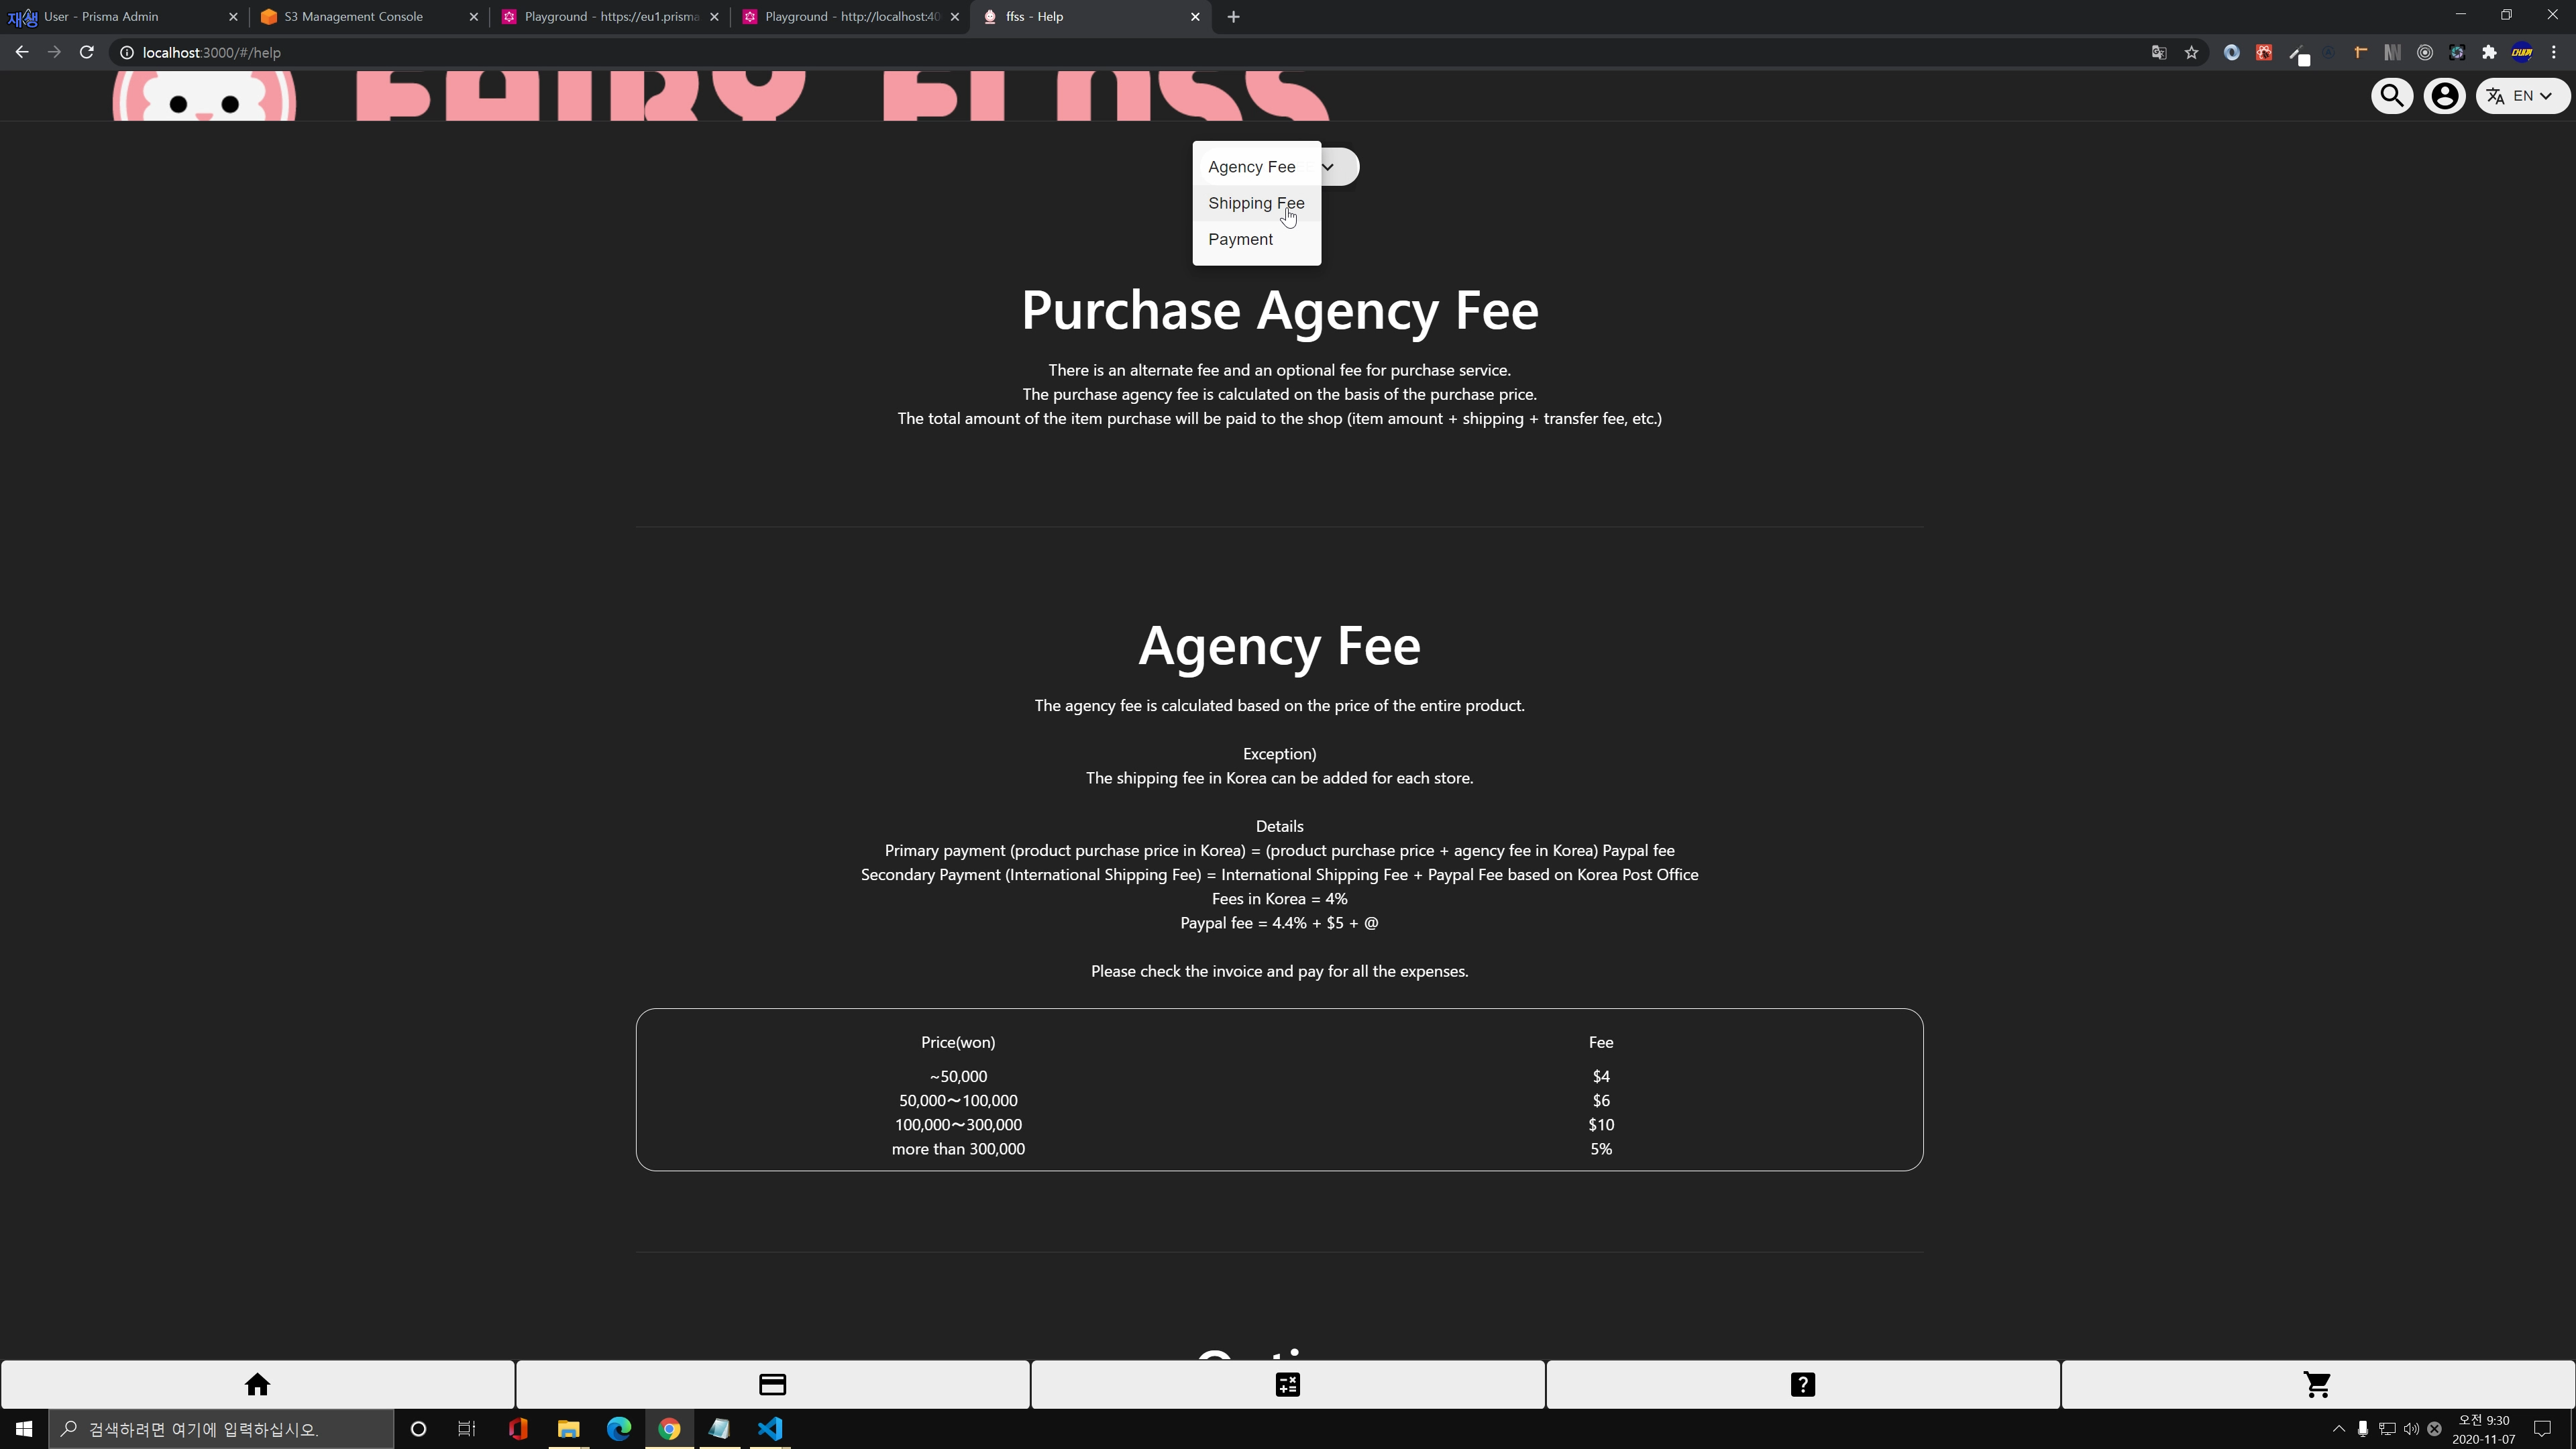 재생
User - Prisma Admin
S3 Management Console
Playground - https://eu1.prisma
Playground - http://localhost:40
ffss - Help
localhost:3000/#/help
FAIRY FLOSS
EN
Agency Fee
Shipping Fee
Payment
Purchase Agency Fee
There is an alternate fee and an optional fee for purchase service.
The purchase agency fee is calculated on the basis of the purchase price.
The total amount of the item purchase will be paid to the shop (item amount + shipping + transfer fee, etc.)
Agency Fee
The agency fee is calculated based on the price of the entire product.
Exception)
The shipping fee in Korea can be added for each store.
Details
Primary payment (product purchase price in Korea) = (product purchase price + agency fee in Korea) Paypal fee
Secondary Payment (International Shipping Fee) = International Shipping Fee + Paypal Fee based on Korea Post Office
Fees in Korea = 4%
Paypal fee = 4.4% + $5 + @
Please check the invoice and pay for all the expenses.
Price(won) Fee
~50,000 $4
50,000〜100,000 $6
100,000〜300,000 $10
more than 300,000 5%
검색하려면 여기에 입력하십시오.
오전 9:30
2020-11-07